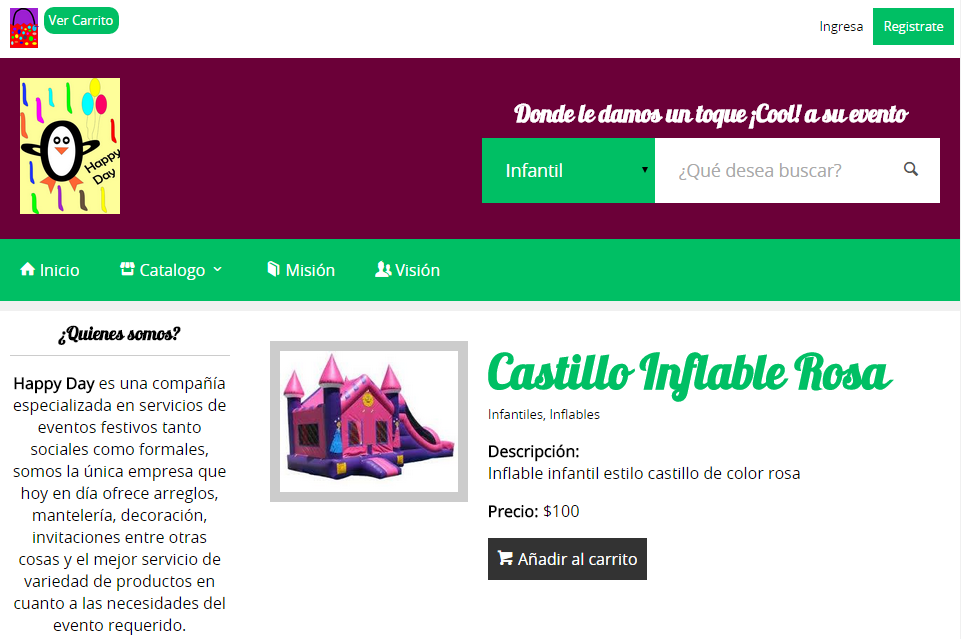 Ver Carrito
Ingresa
Registrate
Happy
Day
Donde le damos un toque ¡Cool! a su evento
Infantil
¿Qué desea buscar?
Inicio
Catalogo
Misión
Visión
¿Quienes somos?
Happy Day es una compañía
especializada en servicios de
eventos festivos tanto
sociales como formales,
somos la única empresa que
hoy en día ofrece arreglos,
mantelería, decoración,
invitaciones entre otras
cosas y el mejor servicio de
variedad de productos en
cuanto a las necesidades del
evento requerido.
Castillo Inflable Rosa
Infantiles, Inflables
Descripción:
Inflable infantil estilo castillo de color rosa
Precio: $100
Añadir al carrito